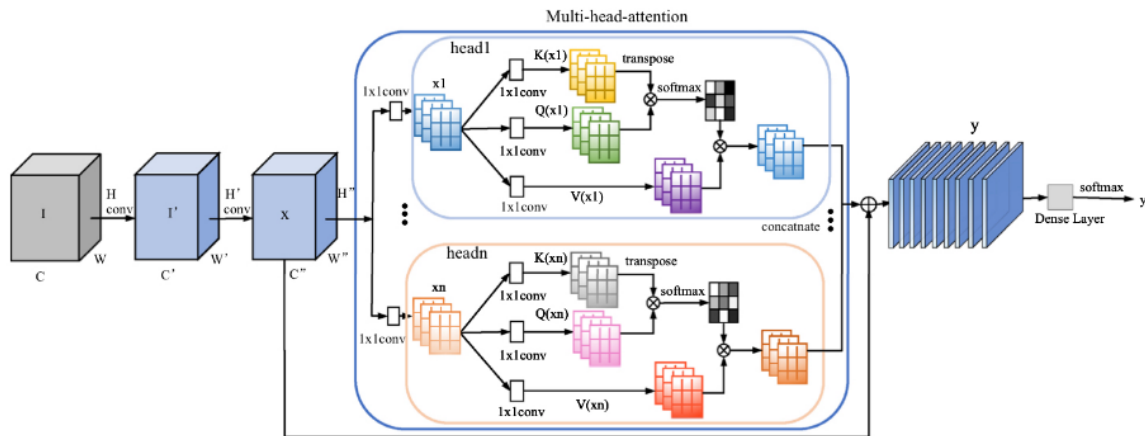 Multi-head-attention
head1
K(x1)
transpose
x1
1x1conv
1x1conv
softmax
Q(x1)
1x1conv
V(x1)
1x1conv
H
conv
I
C
W
H'
conv
I'
C'
W'
H"
X
C"
W"
concatnate
y
softmax
y
Dense Layer
headn
K(xn)
transpose
xn
1x1conv
1x1conv
softmax
Q(xn)
1x1conv
V(xn)
1x1conv